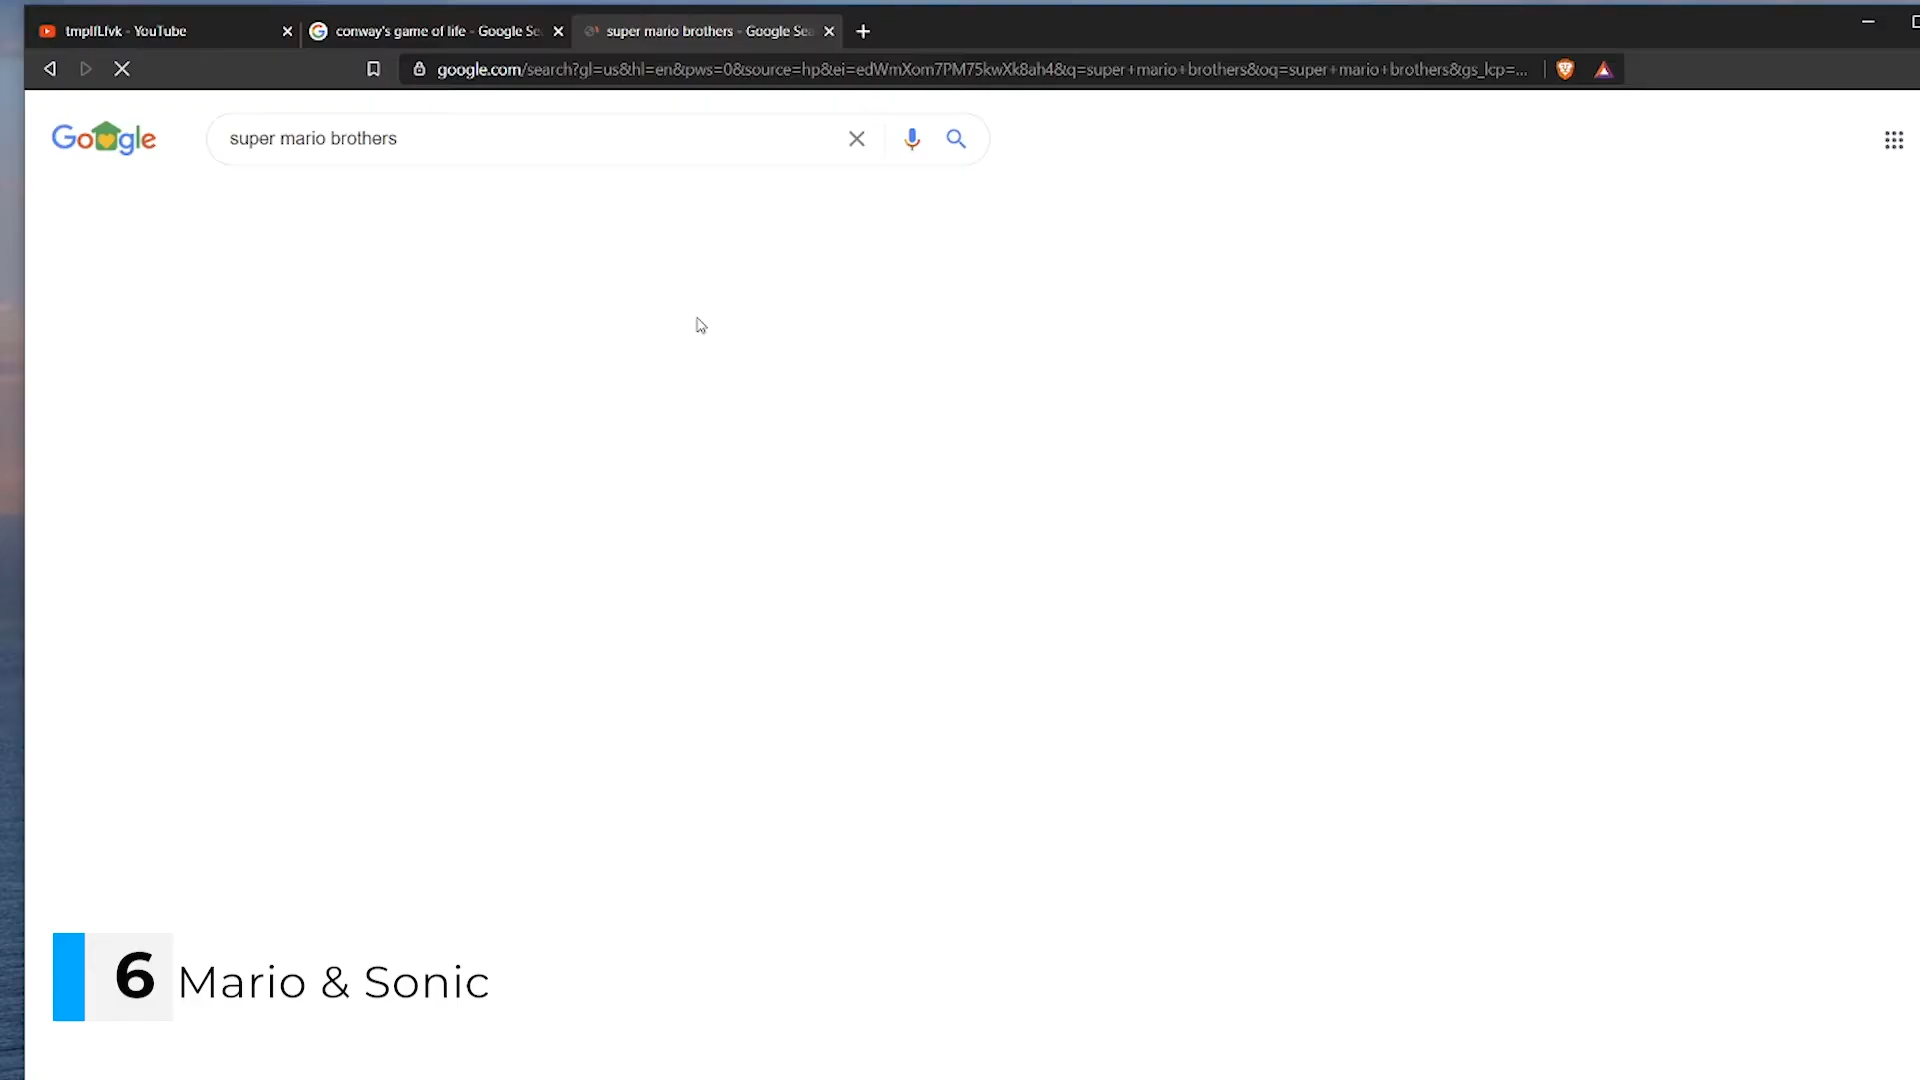 tmplfLfvk - YouTube
conway's game of life - Google Se
super mario brothers - Google Sea
google.com/search?gl=us&hl=en&pws=0&source=hp&ei=edWmXom7PM75kwXk8ah4&q=super+mario+brothers&oq=super+mario+brothers&gs_lcp=...
Google
super mario brothers
6 Mario & Sonic